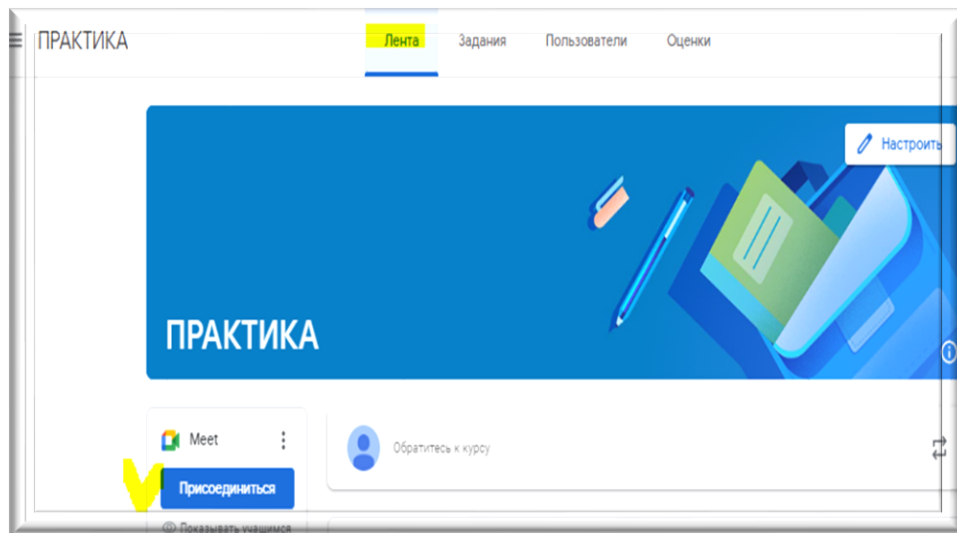 ПРАКТИКА
Лента Задания Пользователи Оценки
Настроить
ПРАКТИКА
Meet
Обратитесь к курсу
Присоединиться
Показывать учащимся